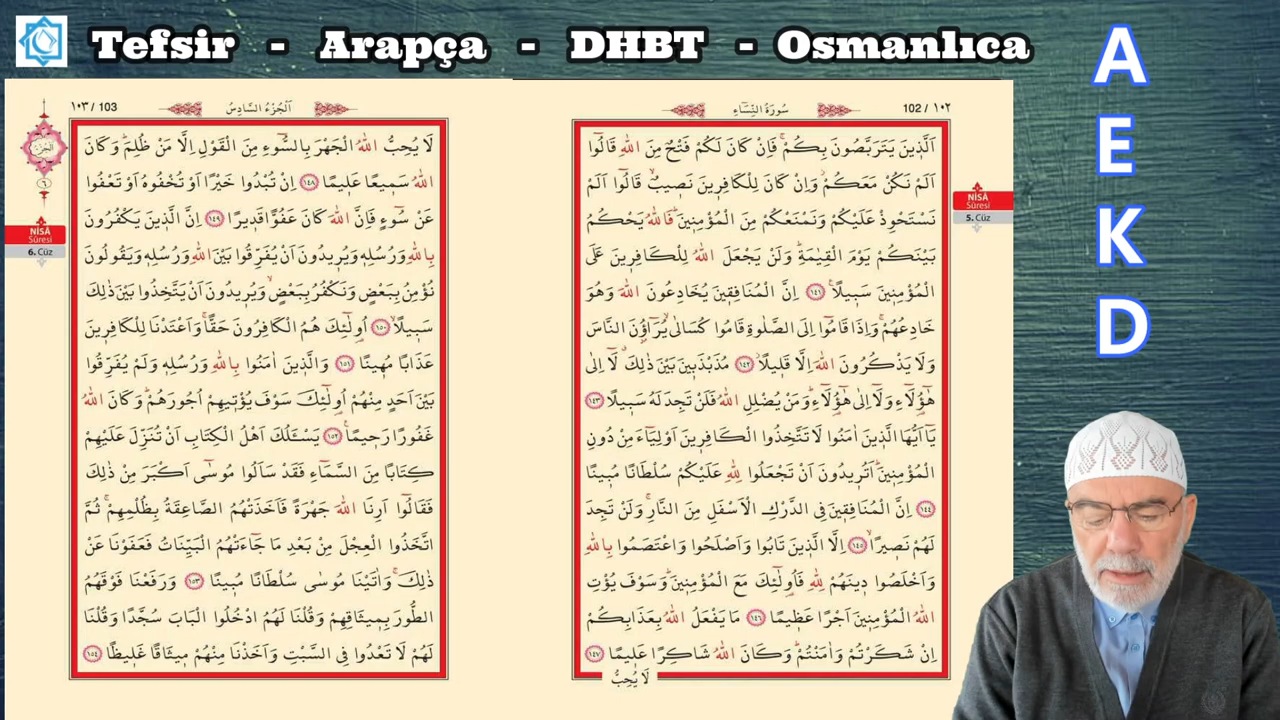 Tefsir - Arapça - DHBT - Osmanlıca
A
E
K
D
102 / ١٠٢
سُورَةُ النِّسَٓاءِ
اَلَّذ۪ينَ يَتَرَبَّصُونَ بِكُمْۚ فَاِنْ كَانَ لَكُمْ فَتْحٌ مِنَ اللّٰهِ قَالُٓوا
اَلَمْ نَكُنْ مَعَكُمْۘ وَاِنْ كَانَ لِلْكَافِر۪ينَ نَص۪يبٌۙ قَالُٓوا اَلَمْ
نَسْتَحْوِذْ عَلَيْكُمْ وَنَمْنَعْكُمْ مِنَ الْمُؤْمِن۪ينَۜ فَاللّٰهُ يَحْكُمُ
بَيْنَكُمْ يَوْمَ الْقِيٰمَةِۜ وَلَنْ يَجْعَلَ اللّٰهُ لِلْكَافِر۪ينَ عَلَى
الْمُؤْمِن۪ينَ سَب۪يلًا۟ ﴿١٤١﴾ اِنَّ الْمُنَافِق۪ينَ يُخَادِعُونَ اللّٰهَ وَهُوَ
خَادِعُهُمْۚ وَاِذَا قَامُٓوا اِلَى الصَّلٰوةِ قَامُوا كُسَالٰىۙ يُرَٓاؤُ۫نَ النَّاسَ
وَلَا يَذْكُرُونَ اللّٰهَ اِلَّا قَل۪يلًاۘ ﴿١٤٢﴾ مُذَبْذَب۪ينَ بَيْنَ ذٰلِكَۗ لَٓا اِلٰى
هٰٓؤُ۬لَٓاءِ وَلَٓا اِلٰى هٰٓؤُ۬لَٓاءِۜ وَمَنْ يُضْلِلِ اللّٰهُ فَلَنْ تَجِدَ لَهُ سَب۪يلًا ﴿١٤٣﴾
يَٓا اَيُّهَا الَّذ۪ينَ اٰمَنُوا لَا تَتَّخِذُوا الْكَافِر۪ينَ اَوْلِيَٓاءَ مِنْ دُونِ
الْمُؤْمِن۪ينَۜ اَتُر۪يدُونَ اَنْ تَجْعَلُوا لِلّٰهِ عَلَيْكُمْ سُلْطَانًا مُب۪ينًا
﴿١٤٤﴾ اِنَّ الْمُنَافِق۪ينَ فِي الدَّرْكِ الْاَسْفَلِ مِنَ النَّارِۚ وَلَنْ تَجِدَ
لَهُمْ نَص۪يرًاۙ ﴿١٤٥﴾ اِلَّا الَّذ۪ينَ تَابُوا وَاَصْلَحُوا وَاعْتَصَمُوا بِاللّٰهِ
وَاَخْلَصُوا د۪ينَهُمْ لِلّٰهِ فَاُو۬لٰٓئِكَ مَعَ الْمُؤْمِن۪ينَۜ وَسَوْفَ يُؤْتِ
اللّٰهُ الْمُؤْمِن۪ينَ اَجْرًا عَظ۪يمًا ﴿١٤٦﴾ مَا يَفْعَلُ اللّٰهُ بِعَذَابِكُمْ
اِنْ شَكَرْتُمْ وَاٰمَنْتُمْۜ وَكَانَ اللّٰهُ شَاكِرًا عَل۪يمًا ﴿١٤٧﴾
لَا يُحِبُّ
NİSÂ
Sûresi
5. Cüz
اَلْجُزْءُ السَّادِسُ
١٠٣ / 103
لَا يُحِبُّ اللّٰهُ الْجَهْرَ بِالسُّٓوءِ مِنَ الْقَوْلِ اِلَّا مَنْ ظُلِمَۜ وَكَانَ
اللّٰهُ سَم۪يعًا عَل۪يمًا ﴿١٤٨﴾ اِنْ تُبْدُوا خَيْرًا اَوْ تُخْفُوهُ اَوْ تَعْفُوا
عَنْ سُٓوءٍ فَاِنَّ اللّٰهَ كَانَ عَفُوًّا قَد۪يرًا ﴿١٤٩﴾ اِنَّ الَّذ۪ينَ يَكْفُرُونَ
بِاللّٰهِ وَرُسُلِه۪ وَيُر۪يدُونَ اَنْ يُفَرِّقُوا بَيْنَ اللّٰهِ وَرُسُلِه۪ وَيَقُولُونَ
نُؤْمِنُ بِبَعْضٍ وَنَكْفُرُ بِبَعْضٍۙ وَيُر۪يدُونَ اَنْ يَتَّخِذُوا بَيْنَ ذٰلِكَ
سَب۪يلًاۙ ﴿١٥٠﴾ اُو۬لٰٓئِكَ هُمُ الْكَافِرُونَ حَقًّاۚ وَاَعْتَدْنَا لِلْكَافِر۪ينَ
عَذَابًا مُه۪ينًا ﴿١٥١﴾ وَالَّذ۪ينَ اٰمَنُوا بِاللّٰهِ وَرُسُلِه۪ وَلَمْ يُفَرِّقُوا
بَيْنَ اَحَدٍ مِنْهُمْ اُو۬لٰٓئِكَ سَوْفَ يُؤْت۪يهِمْ اُجُورَهُمْۜ وَكَانَ اللّٰهُ
غَفُورًا رَح۪يمًا۟ ﴿١٥٢﴾ يَسْـَٔلُكَ اَهْلُ الْكِتَابِ اَنْ تُنَزِّلَ عَلَيْهِمْ
كِتَابًا مِنَ السَّمَٓاءِ فَقَدْ سَاَلُوا مُوسٰٓى اَكْبَرَ مِنْ ذٰلِكَ
فَقَالُٓوا اَرِنَا اللّٰهَ جَهْرَةً فَاَخَذَتْهُمُ الصَّاعِقَةُ بِظُلْمِهِمْۚ ثُمَّ
اتَّخَذُوا الْعِجْلَ مِنْ بَعْدِ مَا جَٓاءَتْهُمُ الْبَيِّنَاتُ فَعَفَوْنَا عَنْ
ذٰلِكَۚ وَاٰتَيْنَا مُوسٰى سُلْطَانًا مُب۪ينًا ﴿١٥٣﴾ وَرَفَعْنَا فَوْقَهُمُ
الطُّورَ بِم۪يثَاقِهِمْ وَقُلْنَا لَهُمُ ادْخُلُوا الْبَابَ سُجَّدًا وَقُلْنَا
لَهُمْ لَا تَعْدُوا فِي السَّبْتِ وَاَخَذْنَا مِنْهُمْ م۪يثَاقًا غَل۪يظًا ﴿١٥٤﴾
اَلْجُزْءُ
٦
NİSÂ
Sûresi
6. Cüz